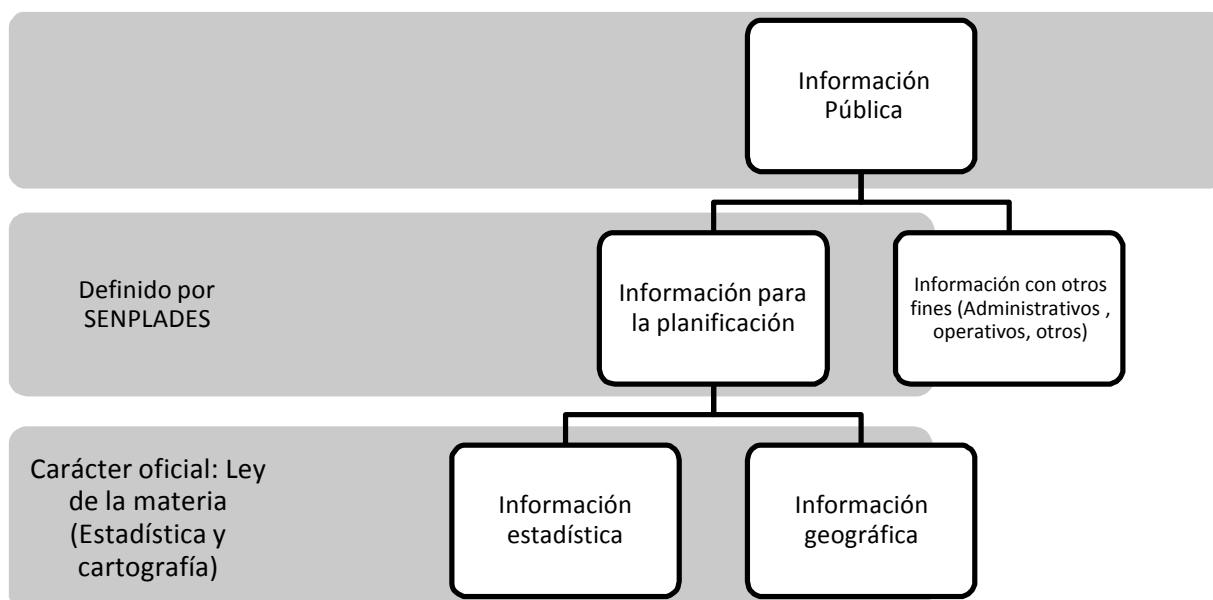 Información
Pública
Definido por
SENPLADES
Información para
la planificación
Información con otros
fines (Administrativos ,
operativos, otros)
Carácter oficial: Ley
de la materia
(Estadística y
cartografía)
Información
estadística
Información
geográfica